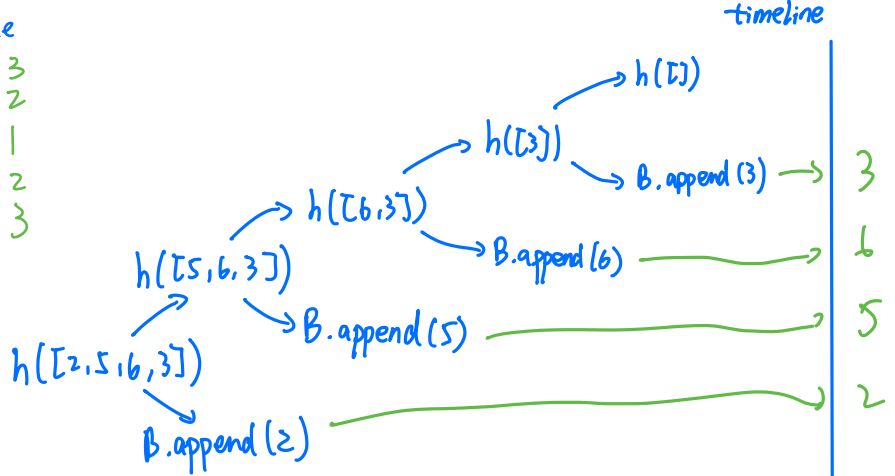 e
timeline
3
2
1
2
3
h([])
h([3])
B.append(3)
3
h([6,3])
B.append(6)
6
h([5,6,3])
B.append(5)
5
h([2,5,6,3])
B.append(2)
2